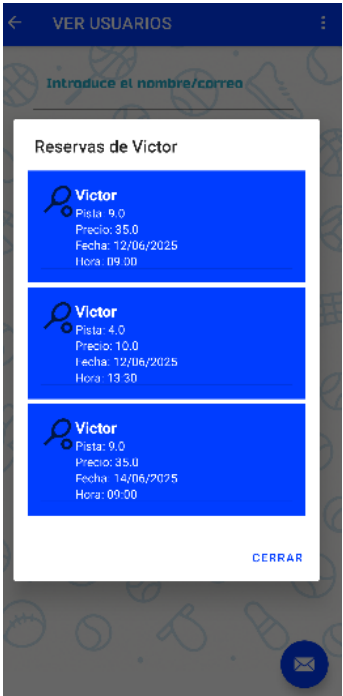 VER USUARIOS
Introduce el nombre/correo
Reservas de Victor
Victor
Pista: 9.0
Precio: 35.0
Fecha: 12/06/2025
Hora: 09:00
Victor
Pista: 4.0
Precio: 10.0
Fecha: 12/06/2025
Hora: 13:30
Victor
Pista: 9.0
Precio: 35.0
Fecha: 14/06/2025
Hora: 09:00
CERRAR